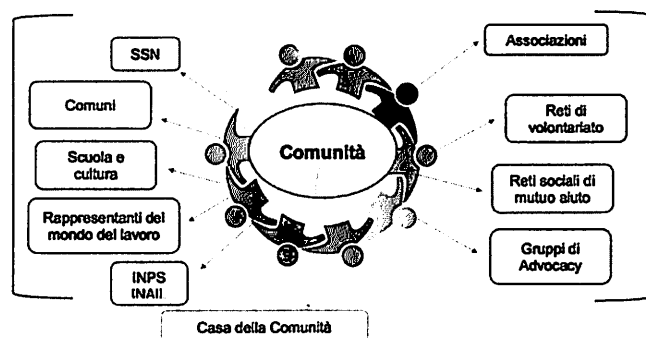 SSN
Comuni
Scuola e
cultura
Rappresentanti del
mondo del lavoro
INPS
INAIL
Comunità
Associazioni
Reti di
volontariato
Reti sociali di
mutuo aiuto
Gruppi di
Advocacy
Casa della Comunità